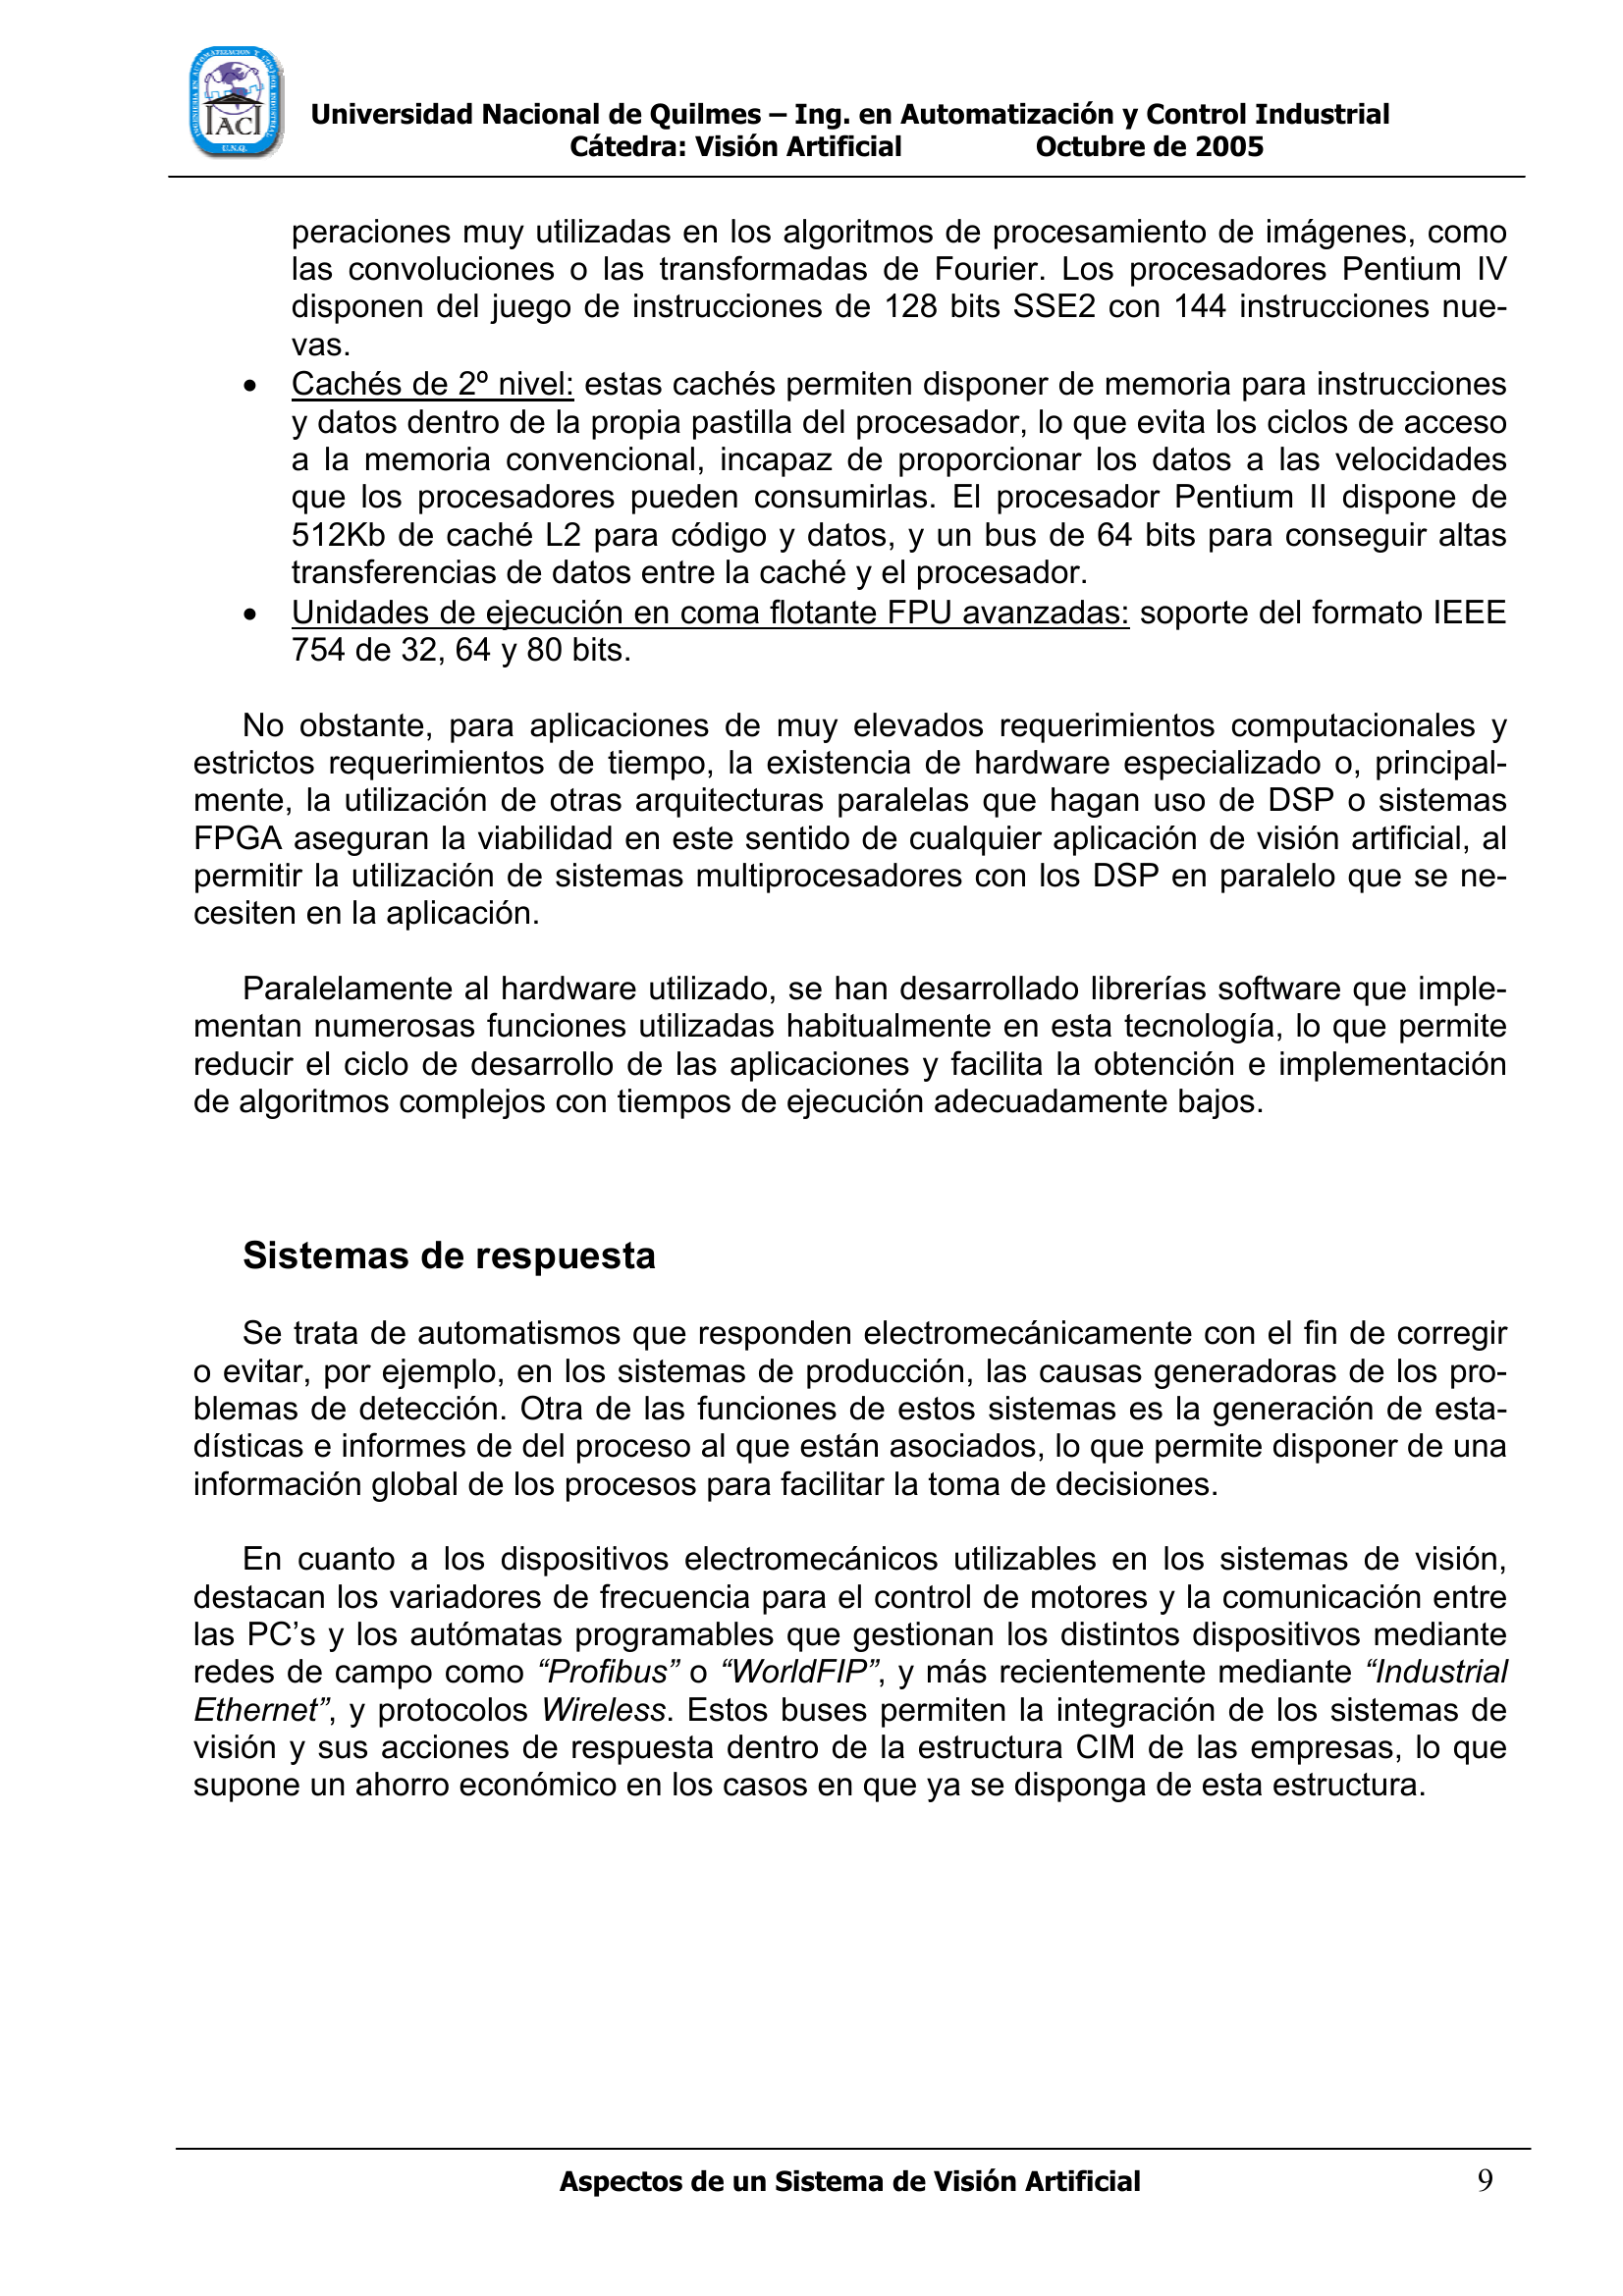 INGENIERIA EN AUTOMATIZACION Y CONTROL INDUSTRIAL
IACI
U.N.Q.
Universidad Nacional de Quilmes – Ing. en Automatización y Control Industrial
Cátedra: Visión Artificial Octubre de 2005
peraciones muy utilizadas en los algoritmos de procesamiento de imágenes, como
las convoluciones o las transformadas de Fourier. Los procesadores Pentium IV
disponen del juego de instrucciones de 128 bits SSE2 con 144 instrucciones nue-
vas.
• Cachés de 2º nivel: estas cachés permiten disponer de memoria para instrucciones
y datos dentro de la propia pastilla del procesador, lo que evita los ciclos de acceso
a la memoria convencional, incapaz de proporcionar los datos a las velocidades
que los procesadores pueden consumirlas. El procesador Pentium II dispone de
512Kb de caché L2 para código y datos, y un bus de 64 bits para conseguir altas
transferencias de datos entre la caché y el procesador.
• Unidades de ejecución en coma flotante FPU avanzadas: soporte del formato IEEE
754 de 32, 64 y 80 bits.
No obstante, para aplicaciones de muy elevados requerimientos computacionales y
estrictos requerimientos de tiempo, la existencia de hardware especializado o, principal-
mente, la utilización de otras arquitecturas paralelas que hagan uso de DSP o sistemas
FPGA aseguran la viabilidad en este sentido de cualquier aplicación de visión artificial, al
permitir la utilización de sistemas multiprocesadores con los DSP en paralelo que se ne-
cesiten en la aplicación.
Paralelamente al hardware utilizado, se han desarrollado librerías software que imple-
mentan numerosas funciones utilizadas habitualmente en esta tecnología, lo que permite
reducir el ciclo de desarrollo de las aplicaciones y facilita la obtención e implementación
de algoritmos complejos con tiempos de ejecución adecuadamente bajos.
Sistemas de respuesta
Se trata de automatismos que responden electromecánicamente con el fin de corregir
o evitar, por ejemplo, en los sistemas de producción, las causas generadoras de los pro-
blemas de detección. Otra de las funciones de estos sistemas es la generación de esta-
dísticas e informes de del proceso al que están asociados, lo que permite disponer de una
información global de los procesos para facilitar la toma de decisiones.
En cuanto a los dispositivos electromecánicos utilizables en los sistemas de visión,
destacan los variadores de frecuencia para el control de motores y la comunicación entre
las PC’s y los autómatas programables que gestionan los distintos dispositivos mediante
redes de campo como “Profibus” o “WorldFIP”, y más recientemente mediante “Industrial
Ethernet”, y protocolos Wireless. Estos buses permiten la integración de los sistemas de
visión y sus acciones de respuesta dentro de la estructura CIM de las empresas, lo que
supone un ahorro económico en los casos en que ya se disponga de esta estructura.
Aspectos de un Sistema de Visión Artificial 9